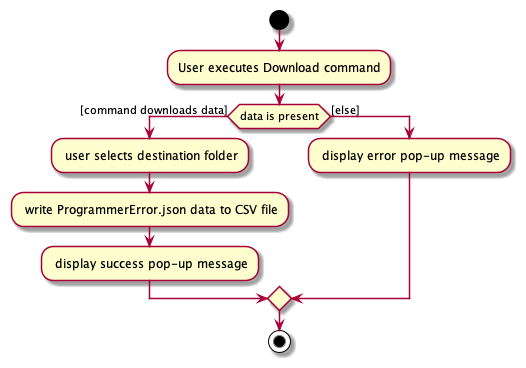 User executes Download command
[command downloads data]
data is present
[else]
user selects destination folder
display error pop-up message
write ProgrammerError.json data to CSV file
display success pop-up message